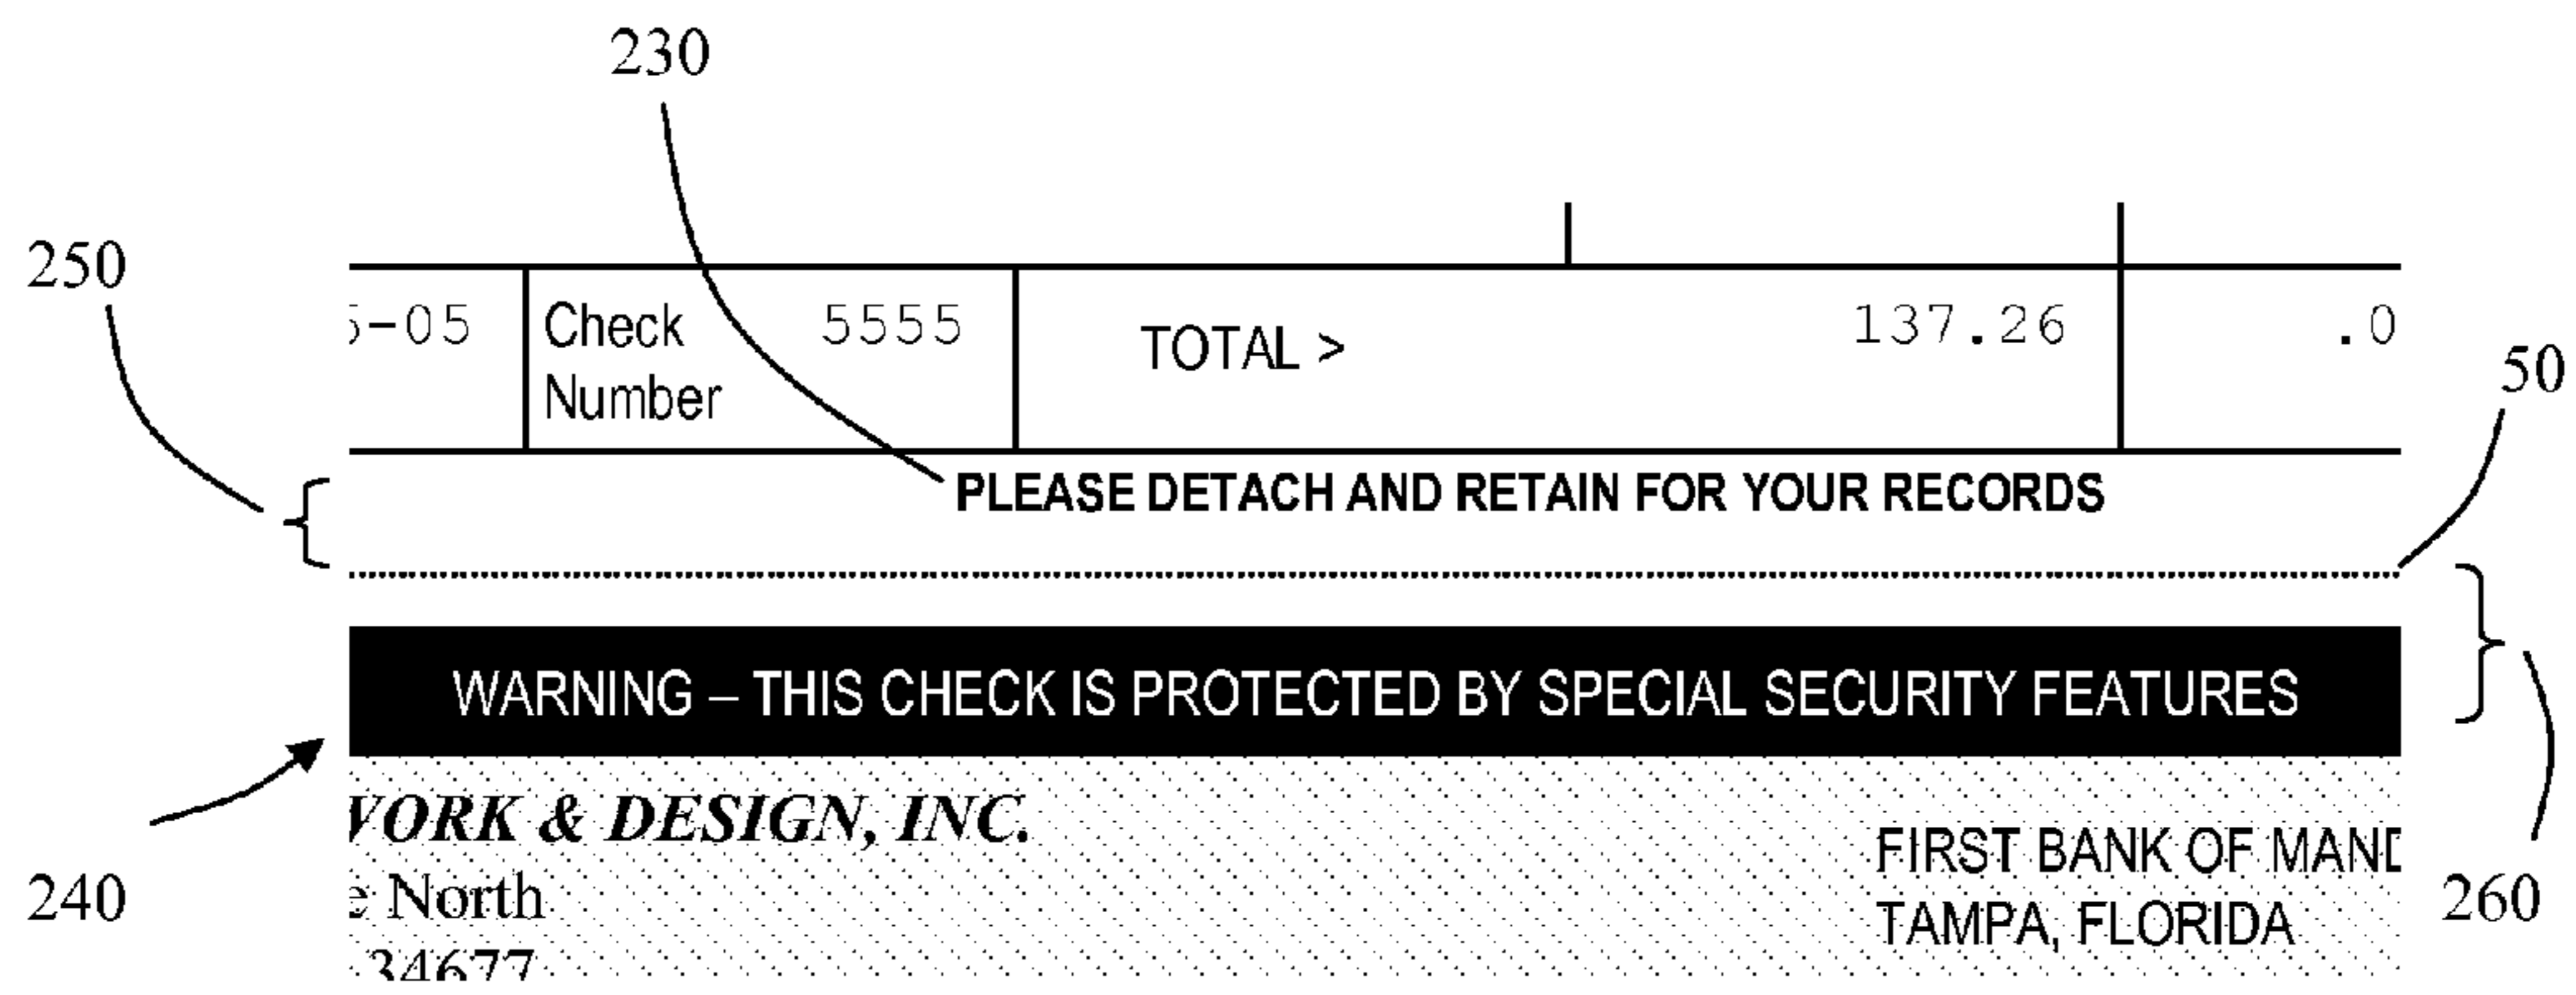 230
250
5-05 Check 5555 TOTAL > 137.26 .0
Number
50
PLEASE DETACH AND RETAIN FOR YOUR RECORDS
WARNING – THIS CHECK IS PROTECTED BY SPECIAL SECURITY FEATURES
WORK & DESIGN, INC.
FIRST BANK OF MAND
240 e North 260
TAMPA, FLORIDA
34677